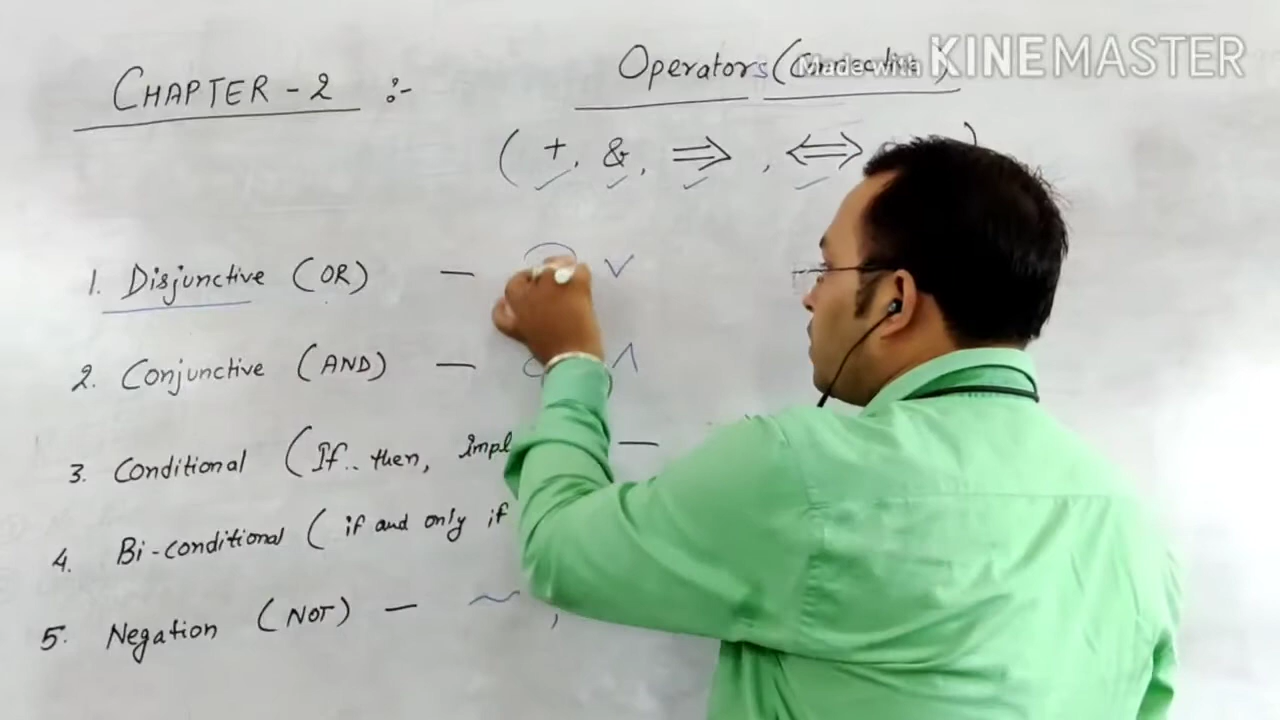 CHAPTER-2 :- Operators (Connective)
Made with KINEMASTER
( +, &, ⇒, ⇔ )
1. Disjunctive (OR) — ∨
2. Conjunctive (AND) — ∧
3. Conditional (If.. then, —
4. Bi-conditional ( if and only if
5. Negation (NOT) — ~ ,